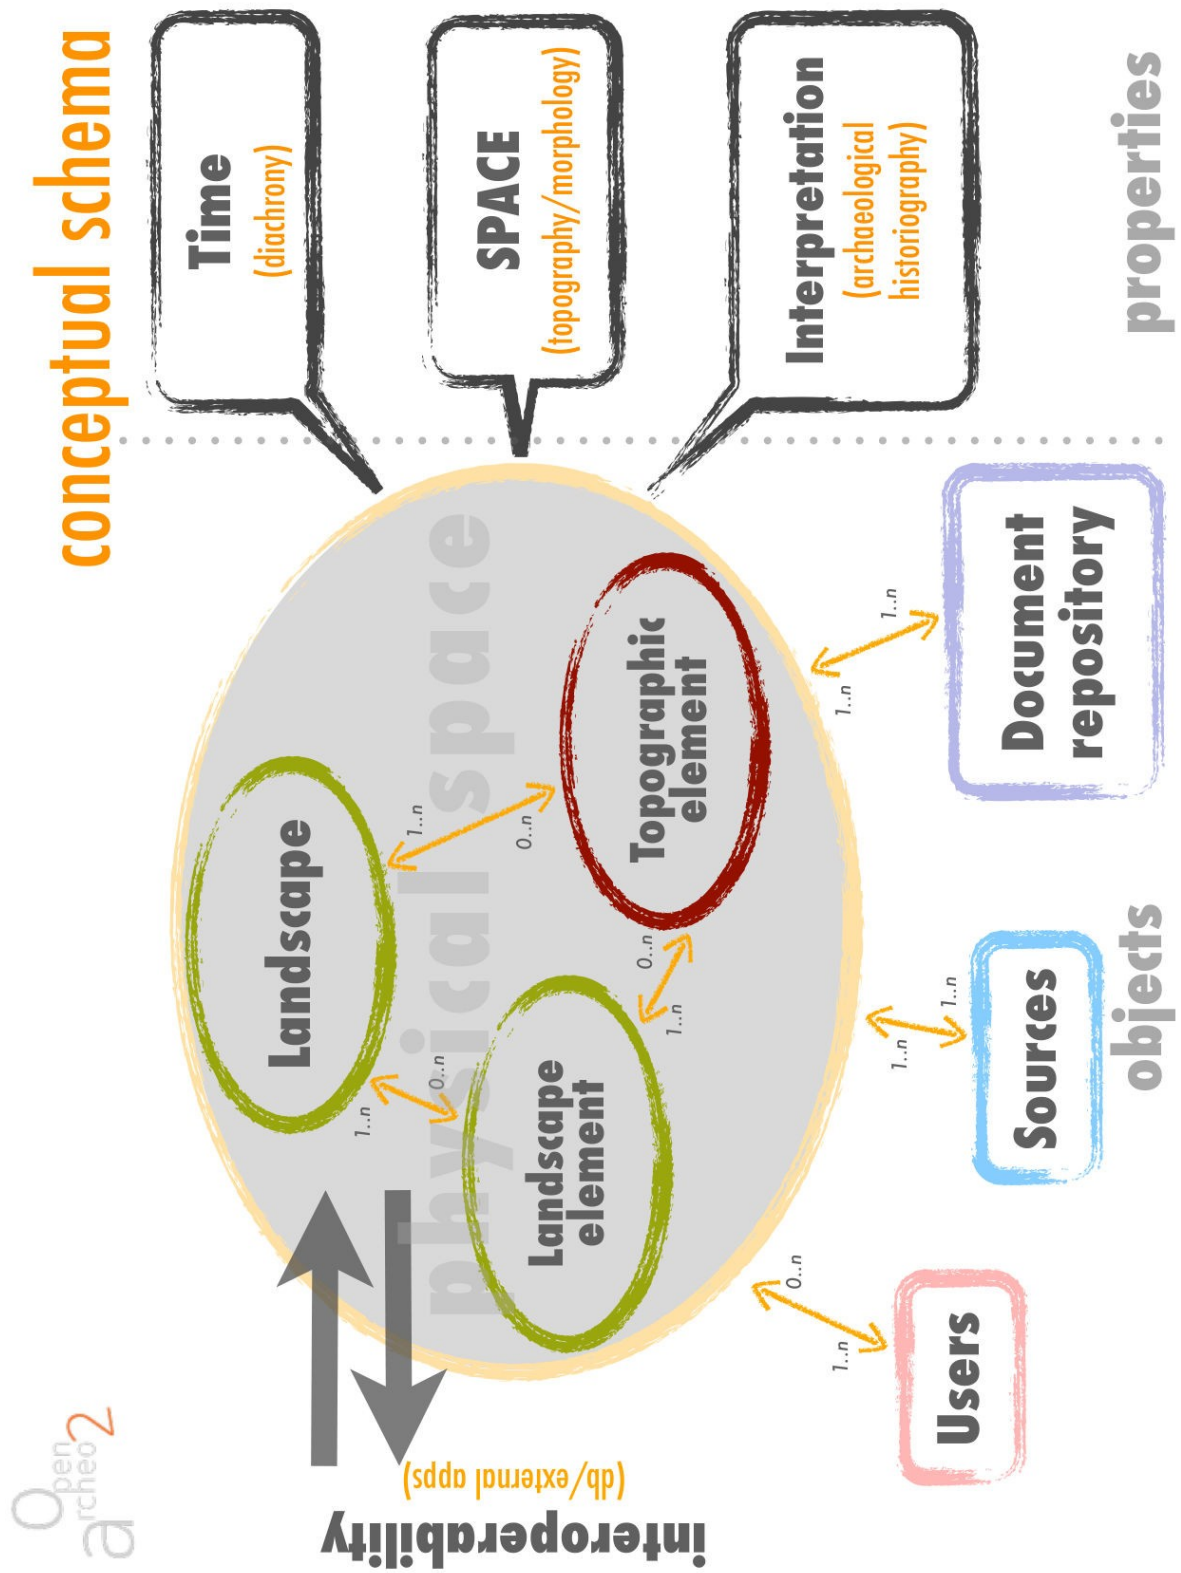 open
archeo2
conceptual schema
interoperability
(db/external apps)
physical space
Landscape
1..n
0..n
1..n
0..n
Landscape
element
1..n
0..n
Topographic
element
Time
(diachrony)
SPACE
(topography/morphology)
Interpretation
(archaeological
historiography)
0..n
1..n
Users
1..n
1..n
Sources
1..n
1..n
Document
repository
objects
properties